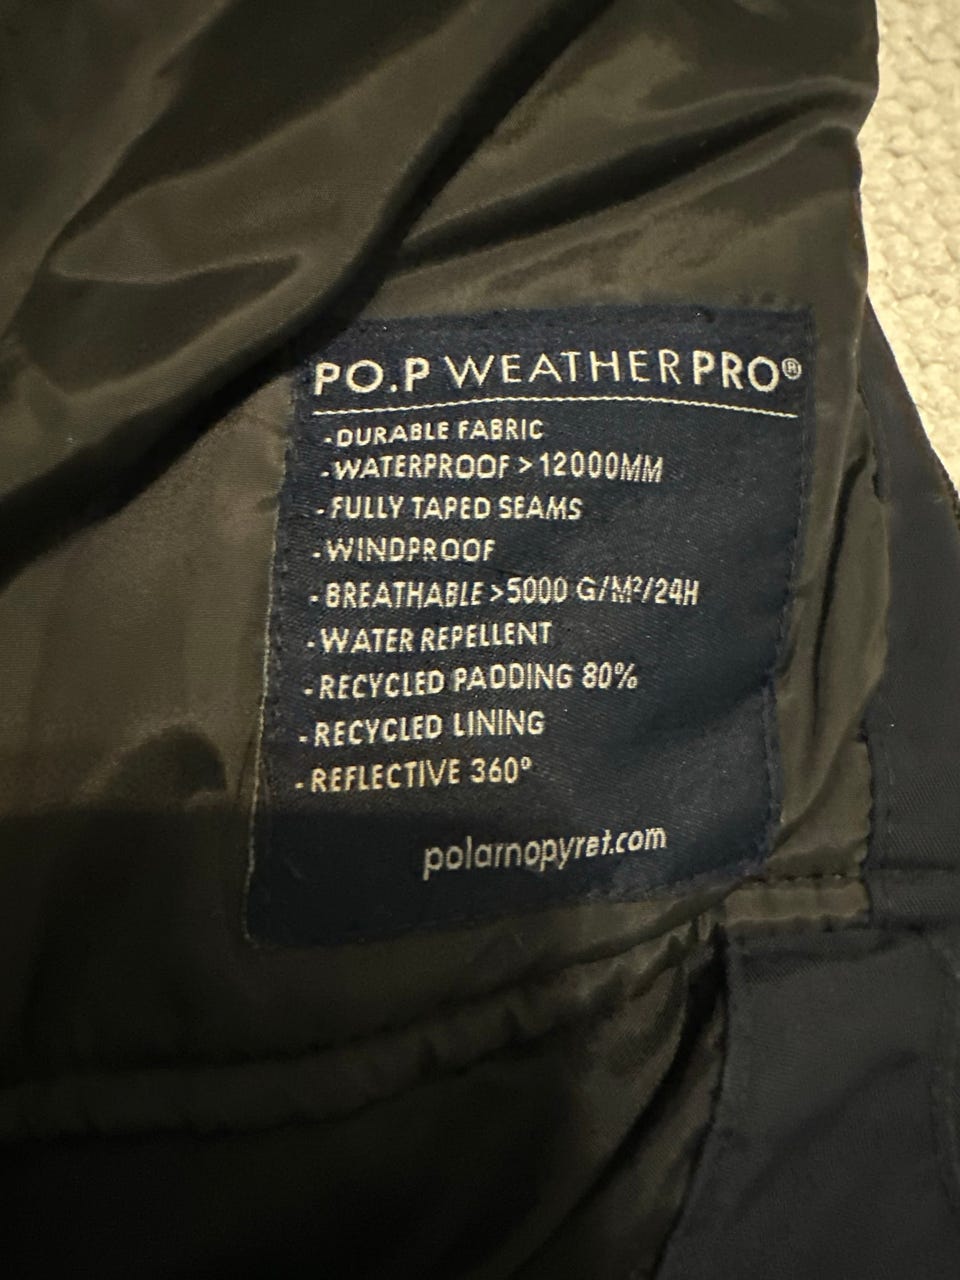 PO.P WEATHERPRO®
-DURABLE FABRIC
-WATERPROOF > 12000MM
-FULLY TAPED SEAMS
-WINDPROOF
-BREATHABLE >5000 G/M²/24H
-WATER REPELLENT
-RECYCLED PADDING 80%
-RECYCLED LINING
-REFLECTIVE 360°
polarnopyret.com